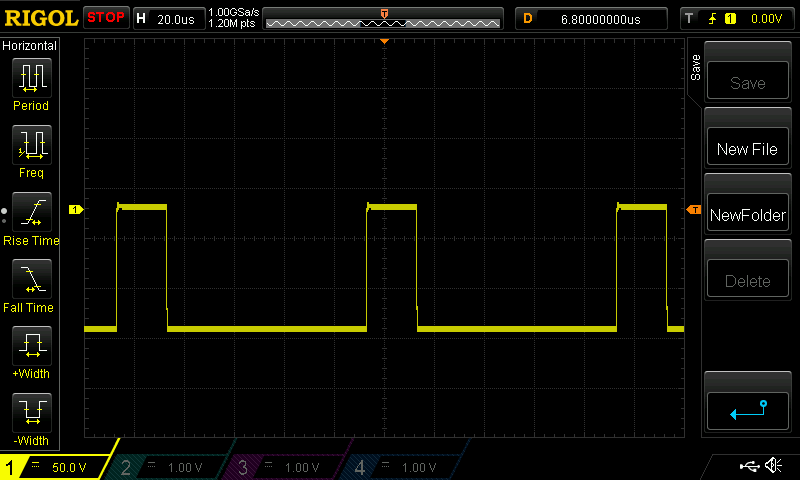 RIGOL STOP H 20.0us 1.00GSa/s 1.20M pts D 6.80000000us T 1 0.00V
Horizontal
Period
Freq
Rise Time
Fall Time
+Width
-Width
T
1
T
Save
Save
New File
NewFolder
Delete
1 50.0 V 2 1.00 V 3 1.00 V 4 1.00 V